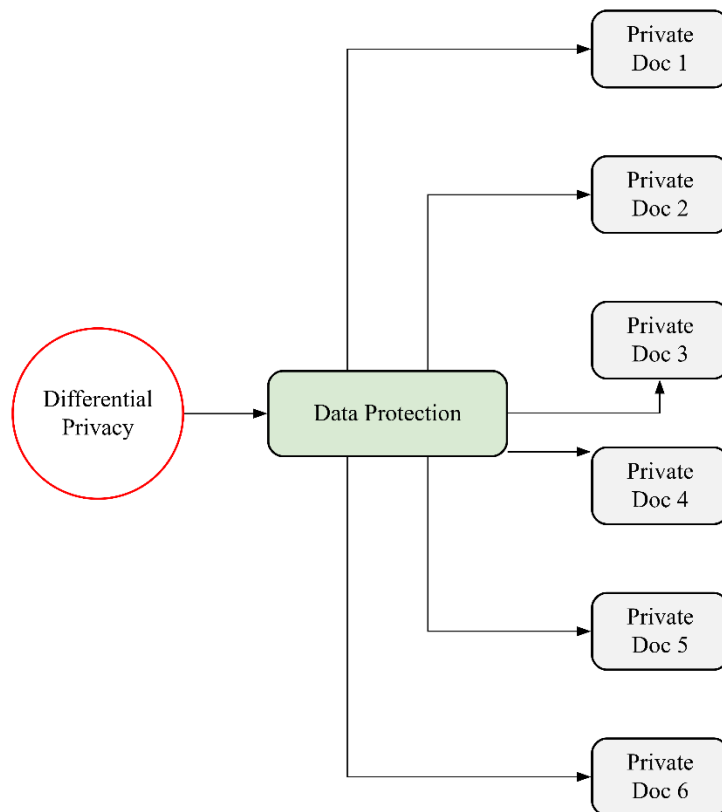 Private
Doc 1
Private
Doc 2
Private
Doc 3
Differential
Privacy
Data Protection
Private
Doc 4
Private
Doc 5
Private
Doc 6